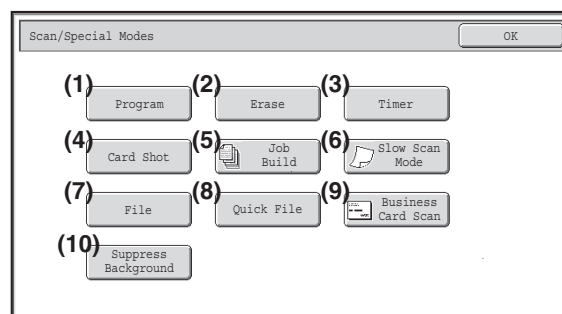 Scan/Special Modes
OK
(1)
Program
(2)
Erase
(3)
Timer
(4)
Card Shot
(5)
Job
Build
(6)
Slow Scan
Mode
(7)
File
(8)
Quick File
(9)
Business
Card Scan
(10)
Suppress
Background